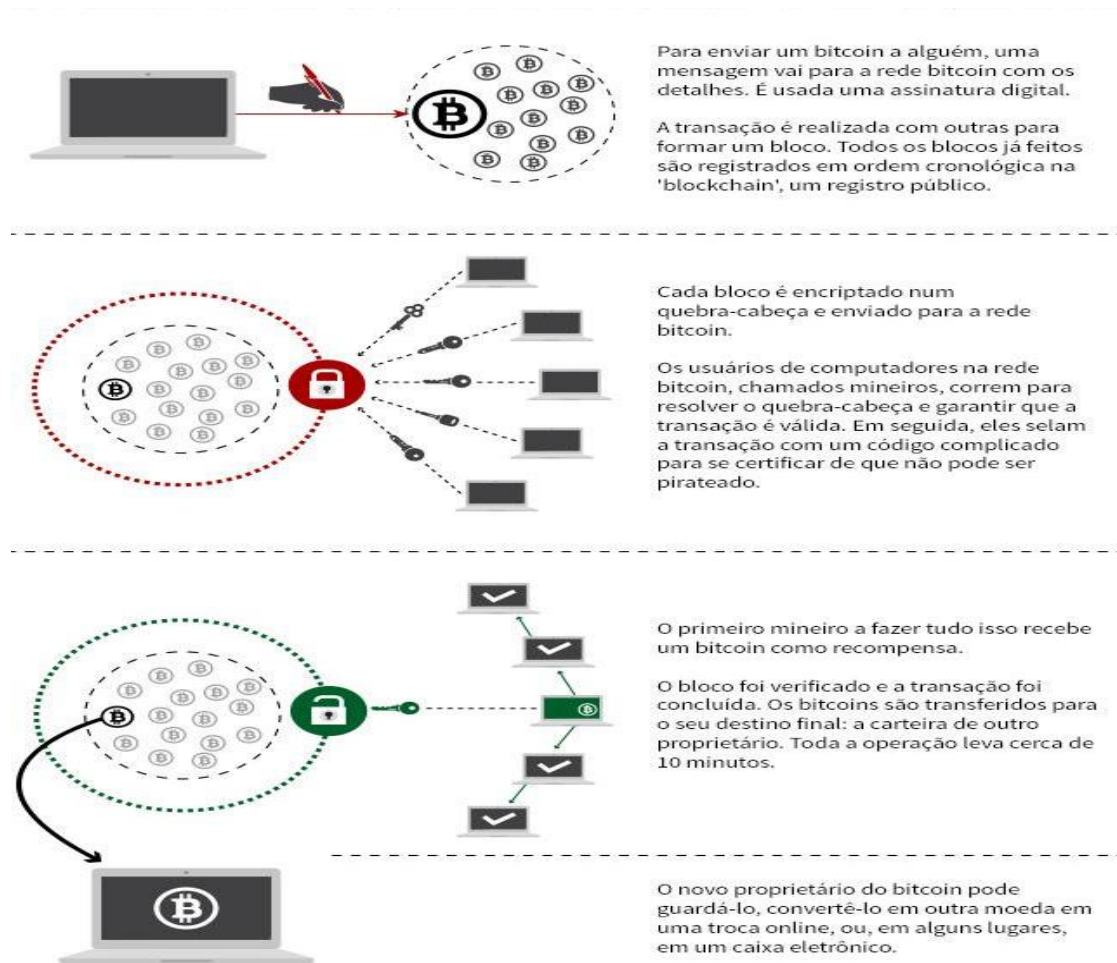 Para enviar um bitcoin a alguém, uma
mensagem vai para a rede bitcoin com os
detalhes. É usada uma assinatura digital.
A transação é realizada com outras para
formar um bloco. Todos os blocos já feitos
são registrados em ordem cronológica na
'blockchain', um registro público.
Cada bloco é encriptado num
quebra-cabeça e enviado para a rede
bitcoin.
Os usuários de computadores na rede
bitcoin, chamados mineiros, correm para
resolver o quebra-cabeça e garantir que a
transação é válida. Em seguida, eles selam
a transação com um código complicado
para se certificar de que não pode ser
pirateado.
O primeiro mineiro a fazer tudo isso recebe
um bitcoin como recompensa.
O bloco foi verificado e a transação foi
concluída. Os bitcoins são transferidos para
o seu destino final: a carteira de outro
proprietário. Toda a operação leva cerca de
10 minutos.
O novo proprietário do bitcoin pode
guardá-lo, convertê-lo em outra moeda em
uma troca online, ou, em alguns lugares,
em um caixa eletrônico.